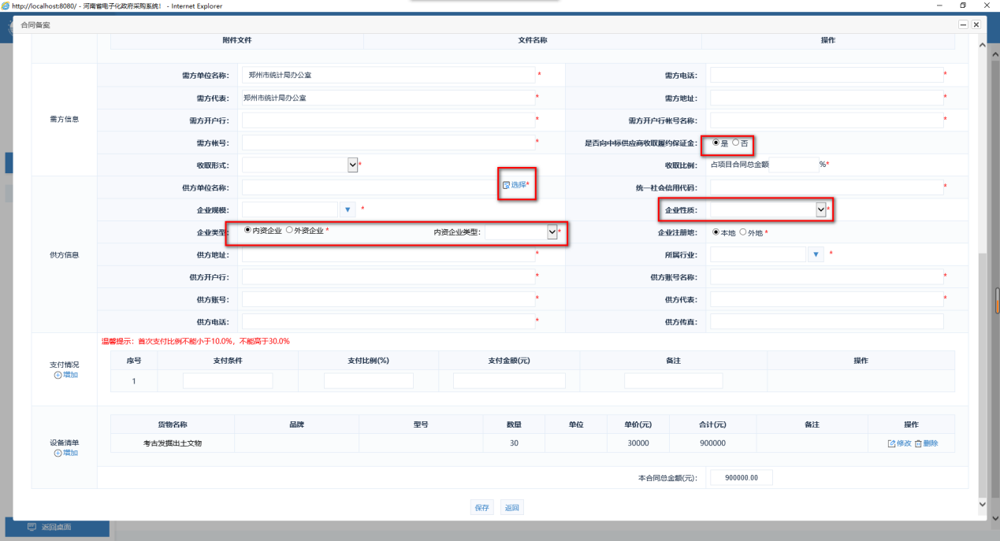 http://localhost:8080/ - 河南省电子化政府采购系统! - Internet Explorer
合同备案
附件文件 文件名称 操作
需方信息
需方单位名称: 郑州市统计局办公室 * 需方电话: *
需方代表: 郑州市统计局办公室 * 需方地址: *
需方开户行: * 需方开户行帐号名称: *
需方帐号: * 是否向中标供应商收取履约保证金: 是 否
收取形式: * 收取比例: 占项目合同总金额 %*
供方信息
供方单位名称: 选择* 统一社会信用代码: *
企业规模: * 企业性质: *
企业类型: 内资企业 外资企业 * 内资企业类型: * 企业注册地: 本地 外地 *
供方地址: * 所属行业: *
供方开户行: * 供方账号名称: *
供方账号: * 供方代表: *
供方电话: * 供方传真:
支付情况
增加
温馨提示: 首次支付比例不能小于10.0%, 不能高于30.0%
序号 支付条件 支付比例(%) 支付金额(元) 备注 操作
1
设备清单
增加
货物名称 品牌 型号 数量 单位 单价(元) 合计(元) 备注 操作
考古发掘出土文物 30 30000 900000 修改 删除
本合同总金额(元): 900000.00
保存 返回
返回桌面